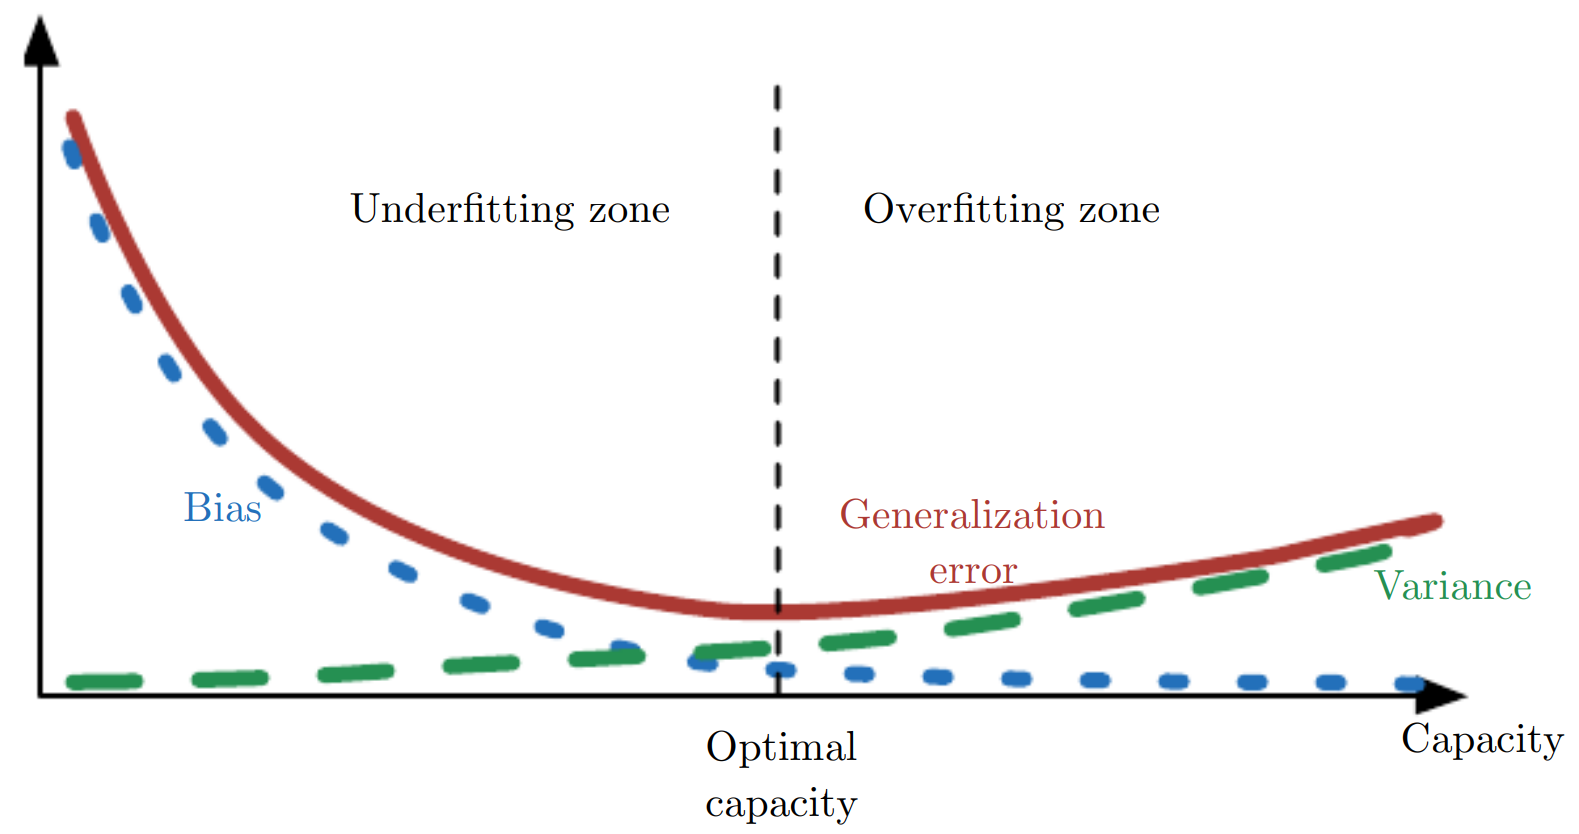 Underfitting zone
Overfitting zone
Bias
Generalization
error
Variance
Optimal
capacity
Capacity